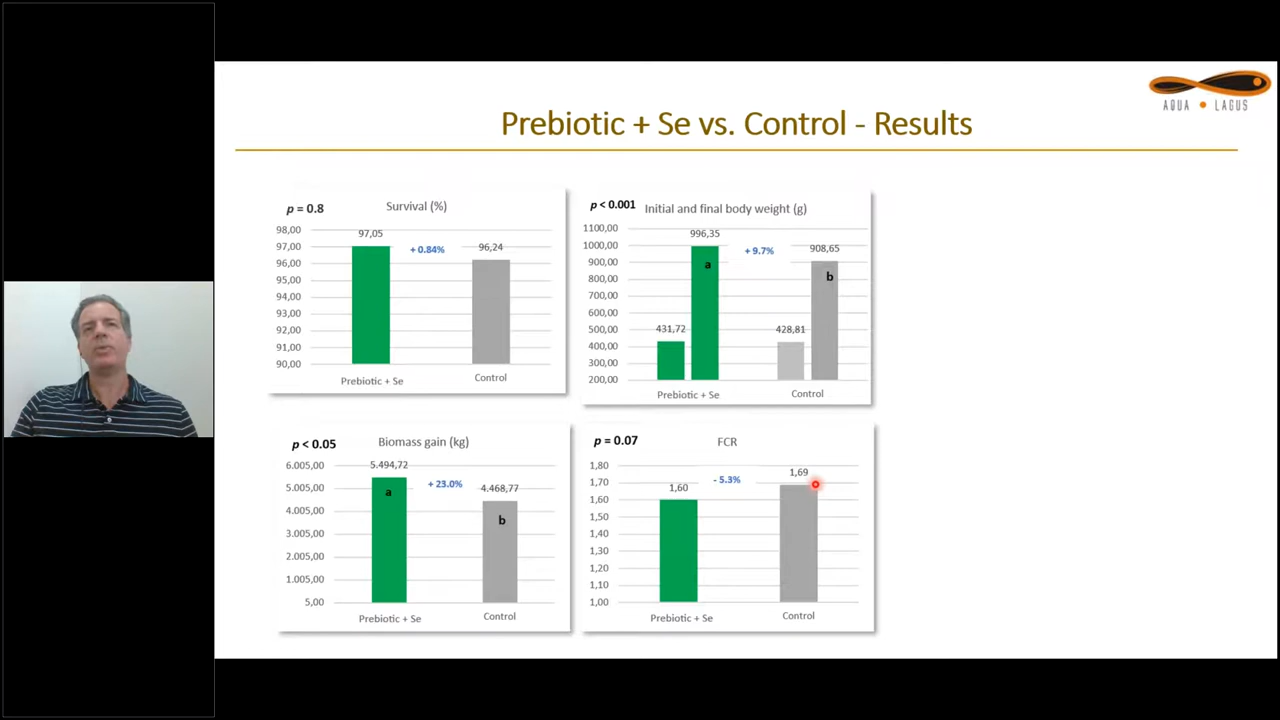 AQUA LAGUS
Prebiotic + Se vs. Control - Results
p = 0.8
Survival (%)
98,00
97,00
96,00
95,00
94,00
93,00
92,00
91,00
90,00
97,05
+ 0.84%
96,24
Prebiotic + Se
Control
p < 0.001
Initial and final body weight (g)
1100,00
1000,00
900,00
800,00
700,00
600,00
500,00
400,00
300,00
200,00
996,35
a
+ 9.7%
908,65
b
431,72
428,81
Prebiotic + Se
Control
p < 0.05
Biomass gain (kg)
6.005,00
5.005,00
4.005,00
3.005,00
2.005,00
1.005,00
5,00
5.494,72
a
+ 23.0%
4.468,77
b
Prebiotic + Se
Control
p = 0.07
FCR
1,80
1,70
1,60
1,50
1,40
1,30
1,20
1,10
1,00
1,60
- 5.3%
1,69
Prebiotic + Se
Control